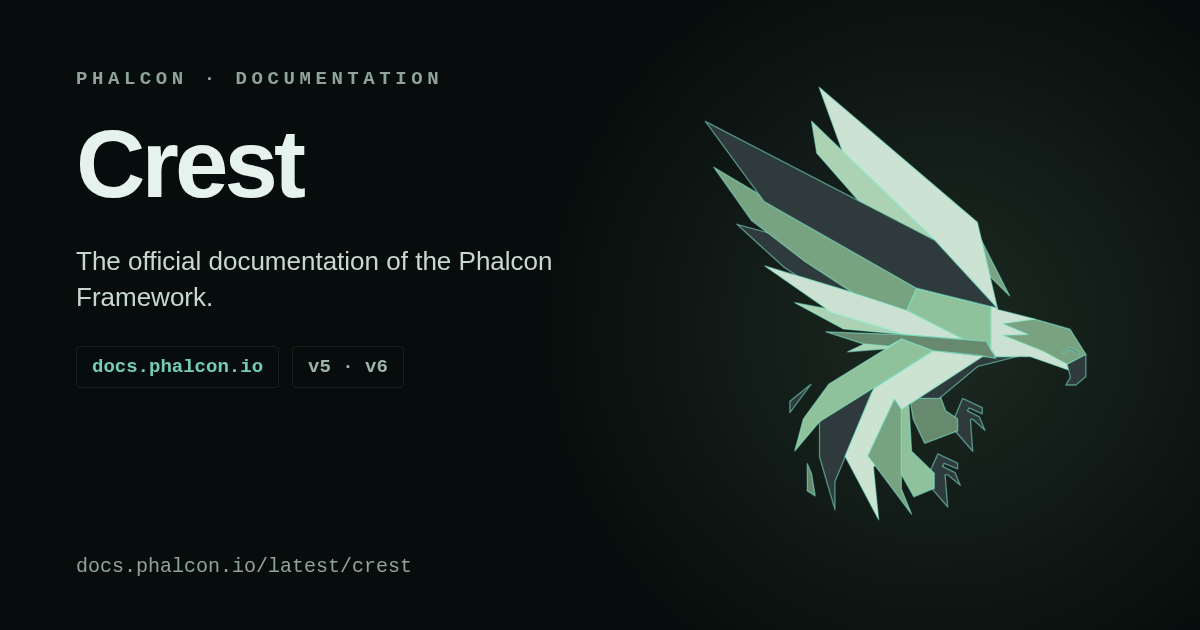 PHALCON · DOCUMENTATION
Crest
The official documentation of the Phalcon
Framework.
docs.phalcon.io
v5 · v6
docs.phalcon.io/latest/crest